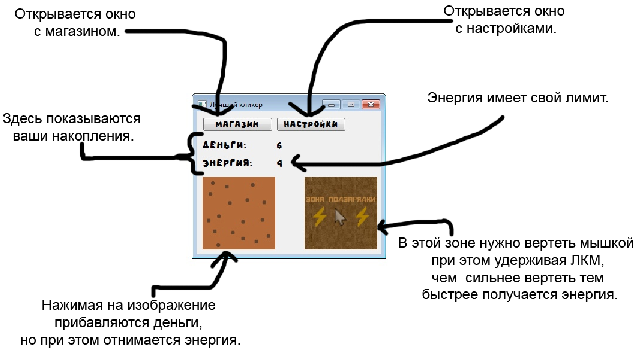 Открывается окно
с магазином.
Открывается окно
с настройками.
Энергия имеет свой лимит.
Здесь показываются
ваши накопления.
Лучший кликер
МАГАЗИН
НАСТРОЙКИ
ДЕНЬГИ: 6
ЭНЕРГИЯ: 9
ЗОНА ПОДЗАРЯДКИ
В этой зоне нужно вертеть мышкой
при этом удерживая ЛКМ,
чем сильнее вертеть тем
быстрее получается энергия.
Нажимая на изображение
прибавляются деньги,
но при этом отнимается энергия.